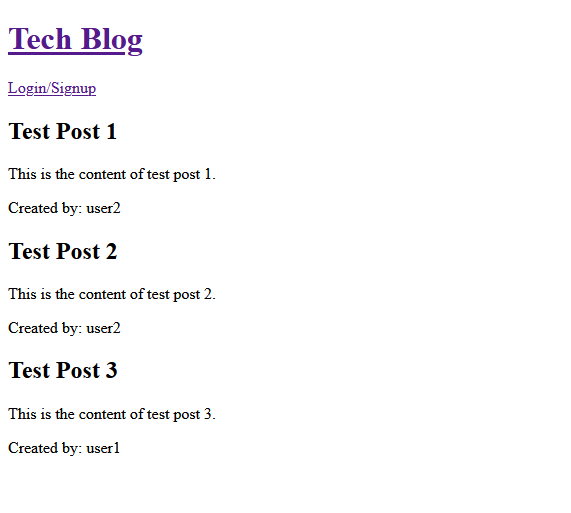 Tech Blog
Login/Signup
Test Post 1
This is the content of test post 1.
Created by: user2
Test Post 2
This is the content of test post 2.
Created by: user2
Test Post 3
This is the content of test post 3.
Created by: user1